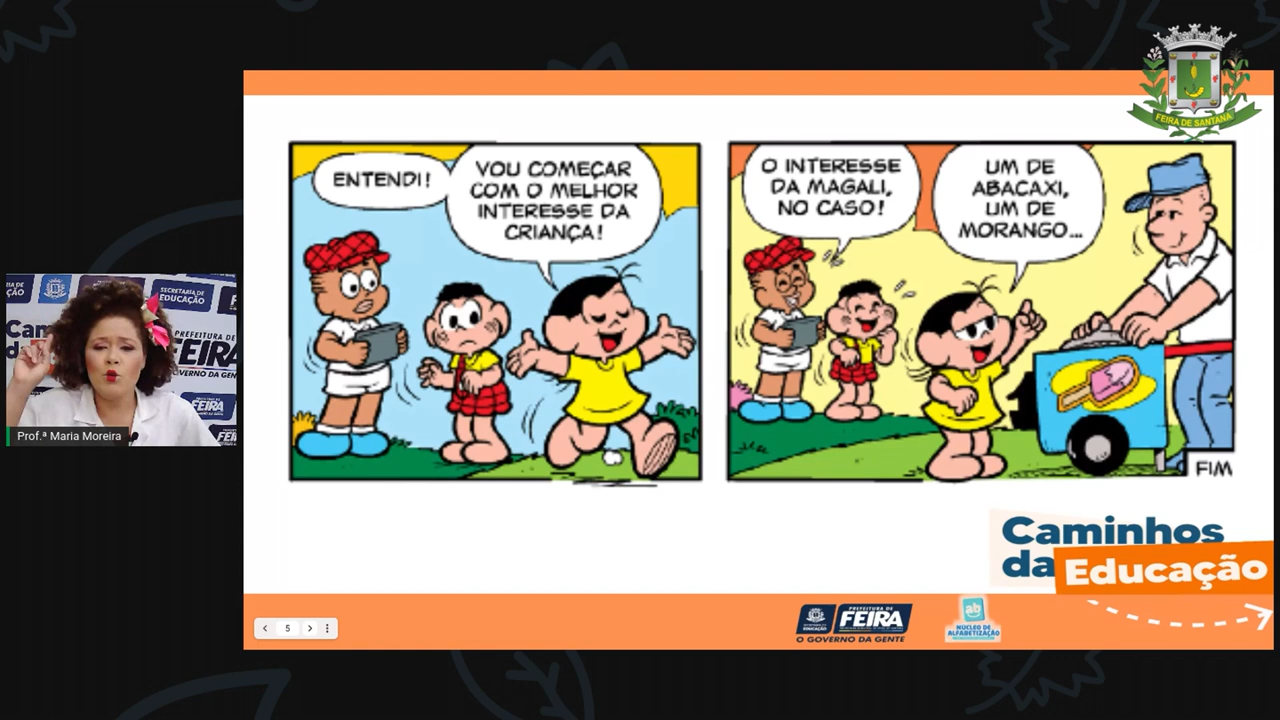 FEIRA DE SANTANA
ENTENDI!
VOU COMEÇAR
COM O MELHOR
INTERESSE DA
CRIANÇA!
O INTERESSE
DA MAGALI,
NO CASO!
UM DE
ABACAXI,
UM DE
MORANGO...
FIM
SECRETARIA DE
EDUCAÇÃO
PREFEITURA DE
FEIRA
GOVERNO DA GENTE
FEIRA
Prof.ª Maria Moreira
Caminhos
da Educação
5
PREFEITURA DE
FEIRA
O GOVERNO DA GENTE
ab
NÚCLEO DE
ALFABETIZAÇÃO